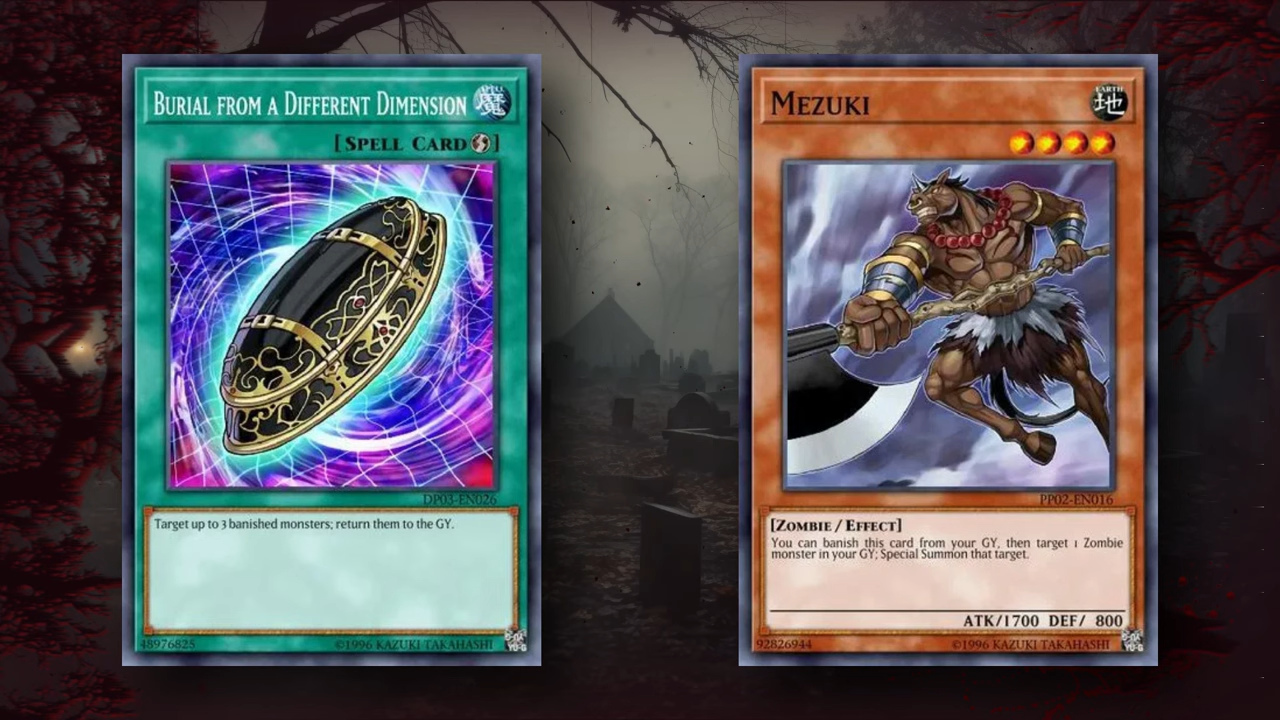 BURIAL FROM A DIFFERENT DIMENSION
魔
[SPELL CARD]
DP03-EN026
Target up to 3 banished monsters; return them to the GY.
48976825
©1996 KAZUKI TAKAHASHI
MEZUKI
EARTH
地
PP02-EN016
[ZOMBIE / EFFECT]
You can banish this card from your GY, then target 1 Zombie
monster in your GY; Special Summon that target.
ATK/1700 DEF/ 800
92826944
©1996 KAZUKI TAKAHASHI